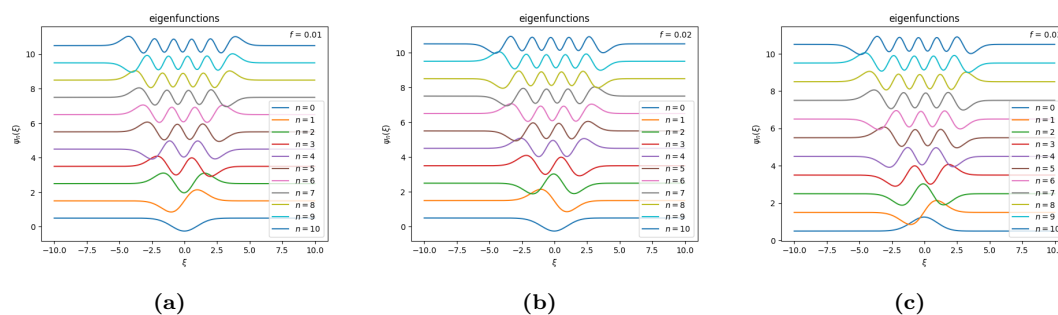 eigenfunctions
f = 0.01
10
8
6
4
2
0
ψₙ(ξ)
n = 0
n = 1
n = 2
n = 3
n = 4
n = 5
n = 6
n = 7
n = 8
n = 9
n = 10
−10.0 −7.5 −5.0 −2.5 0.0 2.5 5.0 7.5 10.0
ξ
(a)
eigenfunctions
f = 0.02
10
8
6
4
2
0
ψₙ(ξ)
n = 0
n = 1
n = 2
n = 3
n = 4
n = 5
n = 6
n = 7
n = 8
n = 9
n = 10
−10.0 −7.5 −5.0 −2.5 0.0 2.5 5.0 7.5 10.0
ξ
(b)
eigenfunctions
10
8
6
4
2
0
ψₙ(ξ)
n = 0
n = 1
n = 2
n = 3
n = 4
n = 5
n = 6
n = 7
n = 8
n = 9
n = 10
−10.0 −7.5 −5.0 −2.5 0.0 2.5 5.0 7.5
ξ
(c)